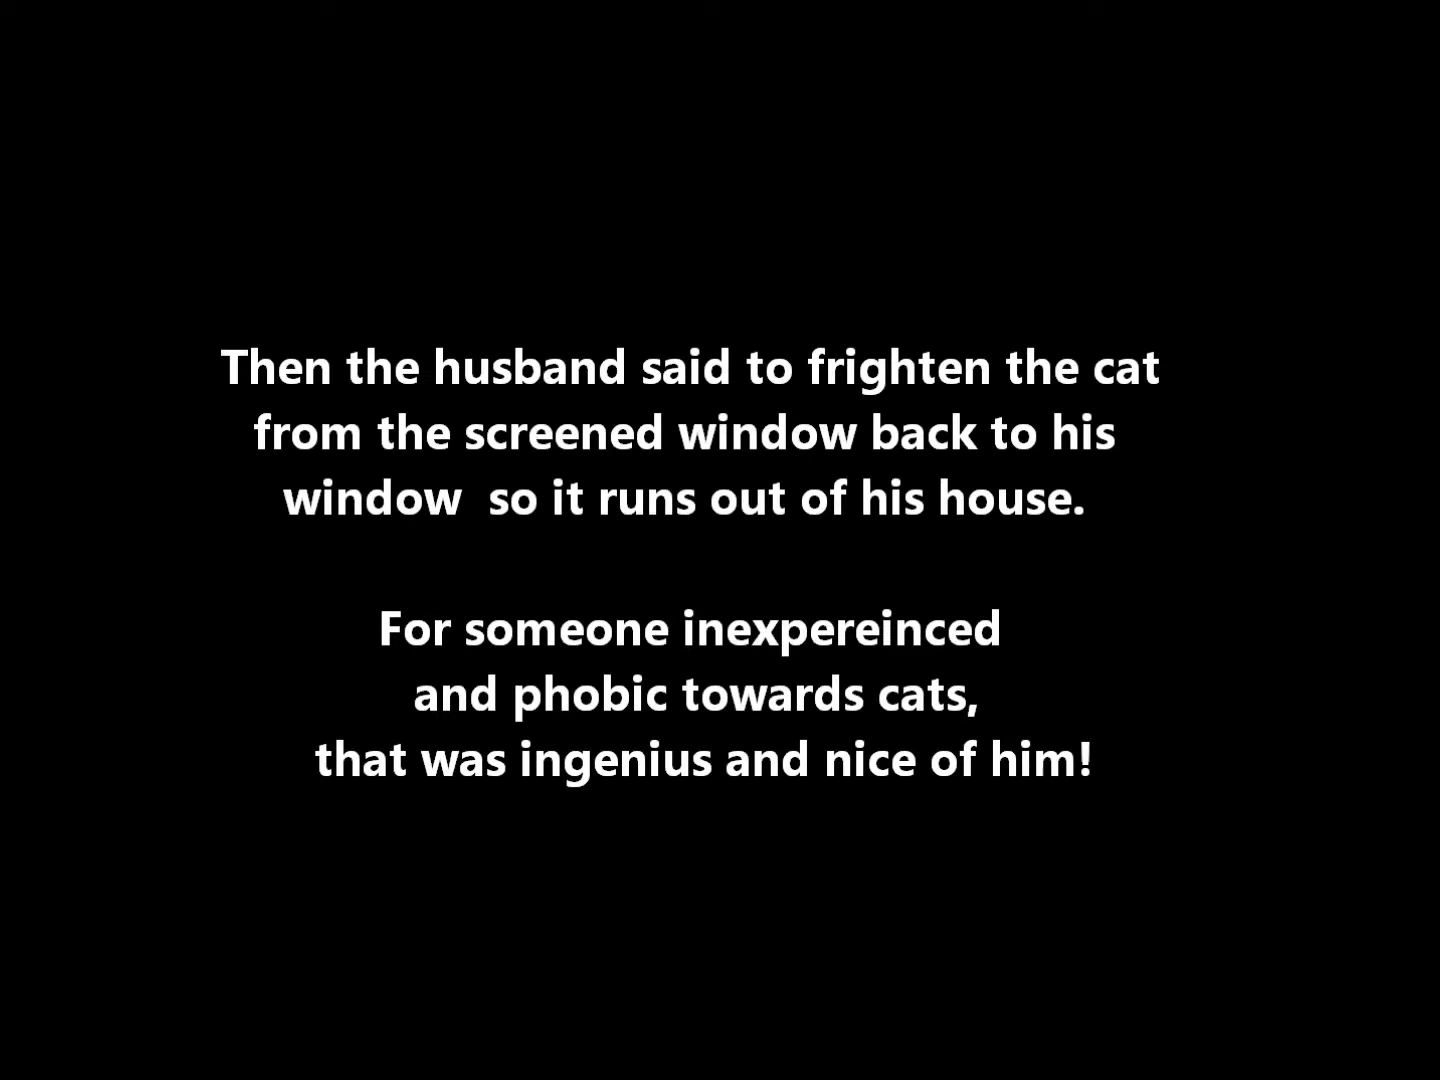 Then the husband said to frighten the cat
from the screened window back to his
window  so it runs out of his house.
For someone inexpereinced
and phobic towards cats,
that was ingenius and nice of him!